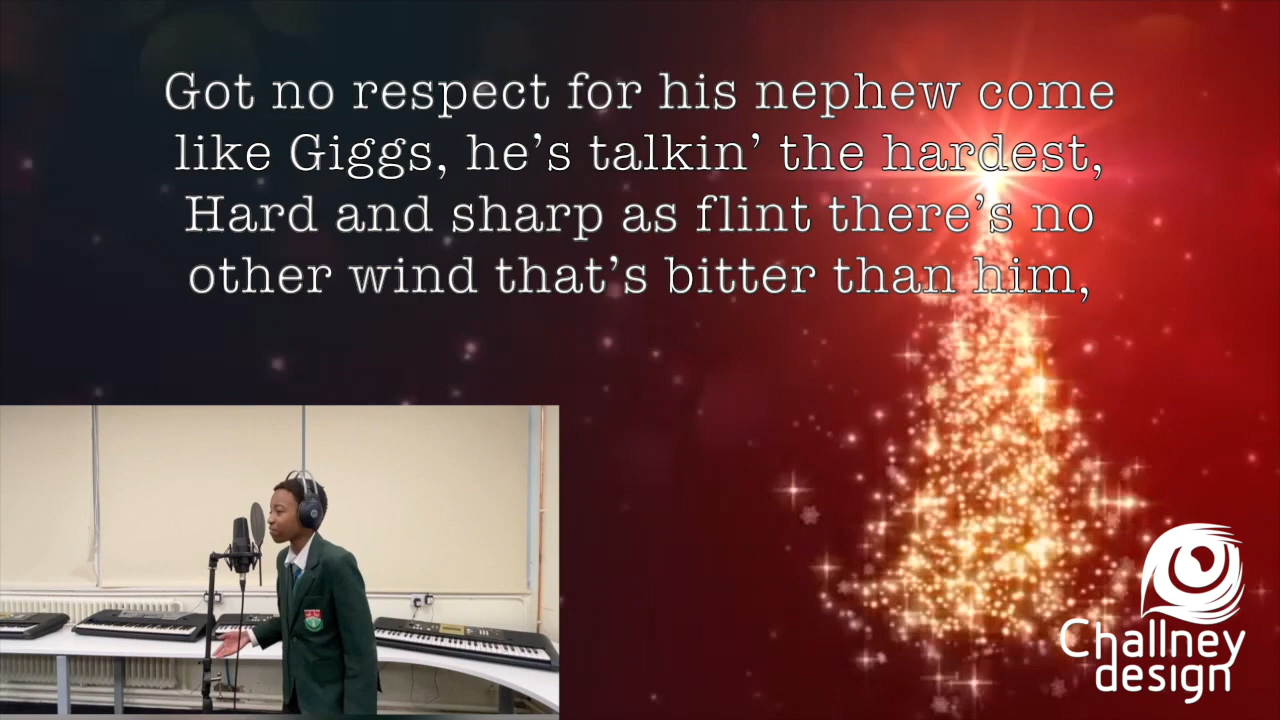 Got no respect for his nephew come
like Giggs, he’s talkin’ the hardest,
Hard and sharp as flint there’s no
other wind that’s bitter than him,
Challney
design